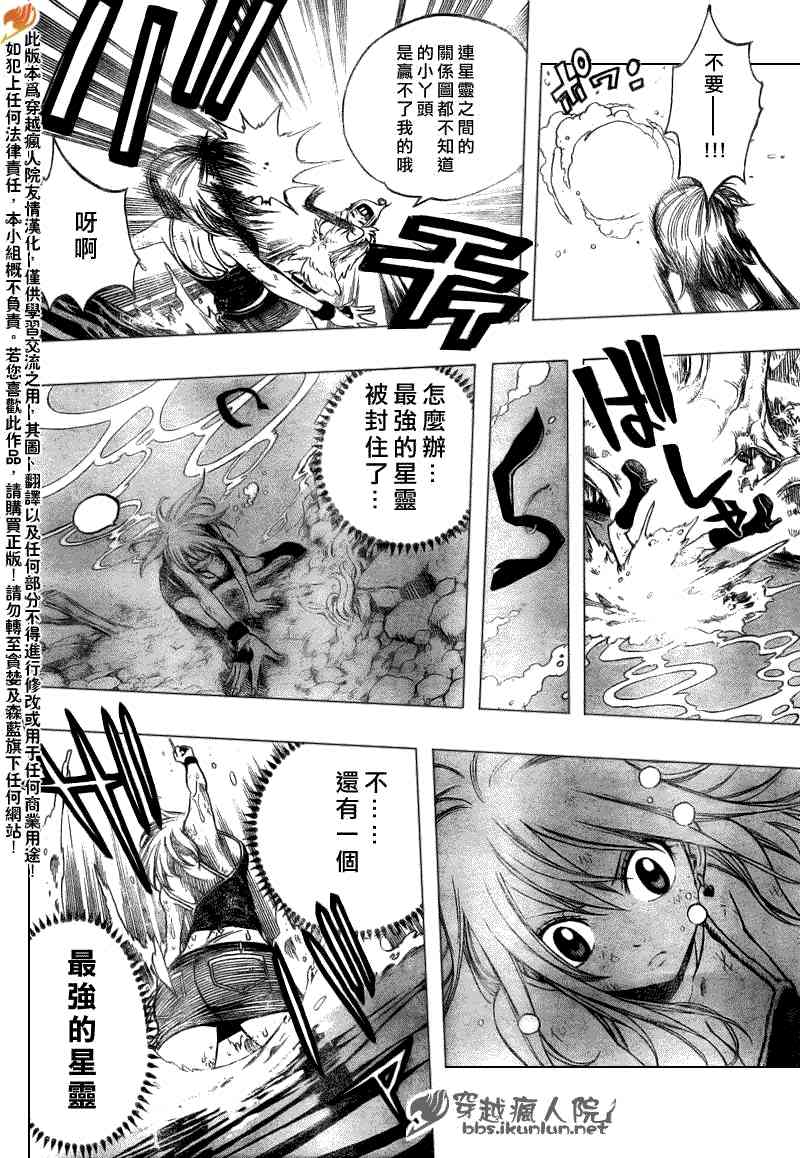 不
要
──!!!
ポッ
連星靈之間的
關係圖都不知道
的小丫頭
是贏不了我的哦
呀啊
ばしゃ
怎麼辦…
最強的星靈
被封住了…
不……
還有一個
最強的星靈
此版本爲穿越瘋人院友情漢化-僅供學習交流之用-其圖-翻譯以及任何部分不得進行修改或用于任何商業用途!
如犯上任何法律責任，本小組概不負責。若您喜歡此作品，請購買正版!請勿轉至貪婪及森藍旗下任何網站!
穿越瘋人院
bbs.ikunlun.net